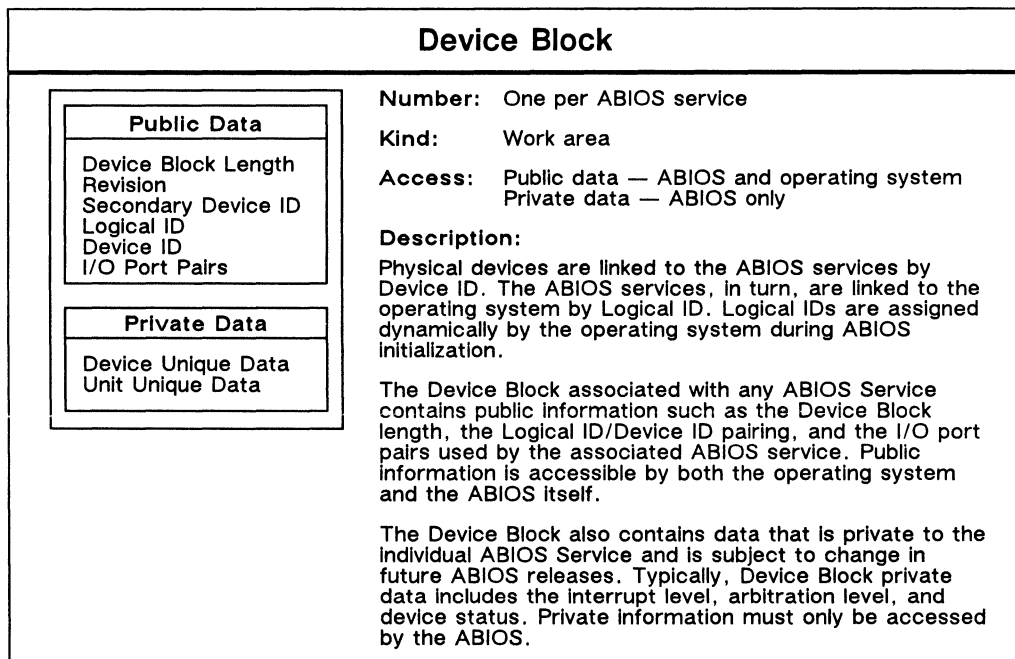 Device Block
Public Data
Device Block Length
Revision
Secondary Device ID
Logical ID
Device ID
I/O Port Pairs
Private Data
Device Unique Data
Unit Unique Data
Number: One per ABIOS service
Kind: Work area
Access: Public data — ABIOS and operating system
Private data — ABIOS only
Description:
Physical devices are linked to the ABIOS services by
Device ID. The ABIOS services, in turn, are linked to the
operating system by Logical ID. Logical IDs are assigned
dynamically by the operating system during ABIOS
initialization.
The Device Block associated with any ABIOS Service
contains public information such as the Device Block
length, the Logical ID/Device ID pairing, and the I/O port
pairs used by the associated ABIOS service. Public
information is accessible by both the operating system
and the ABIOS itself.
The Device Block also contains data that is private to the
individual ABIOS Service and is subject to change in
future ABIOS releases. Typically, Device Block private
data includes the interrupt level, arbitration level, and
device status. Private information must only be accessed
by the ABIOS.